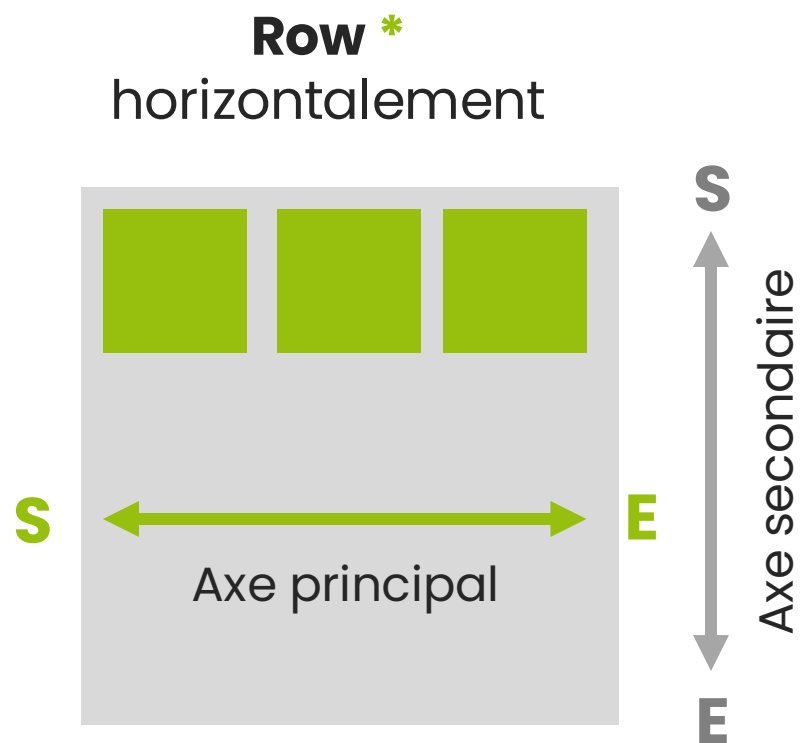 Row *
horizontalement
S
Axe secondaire
S
E
Axe principal
E